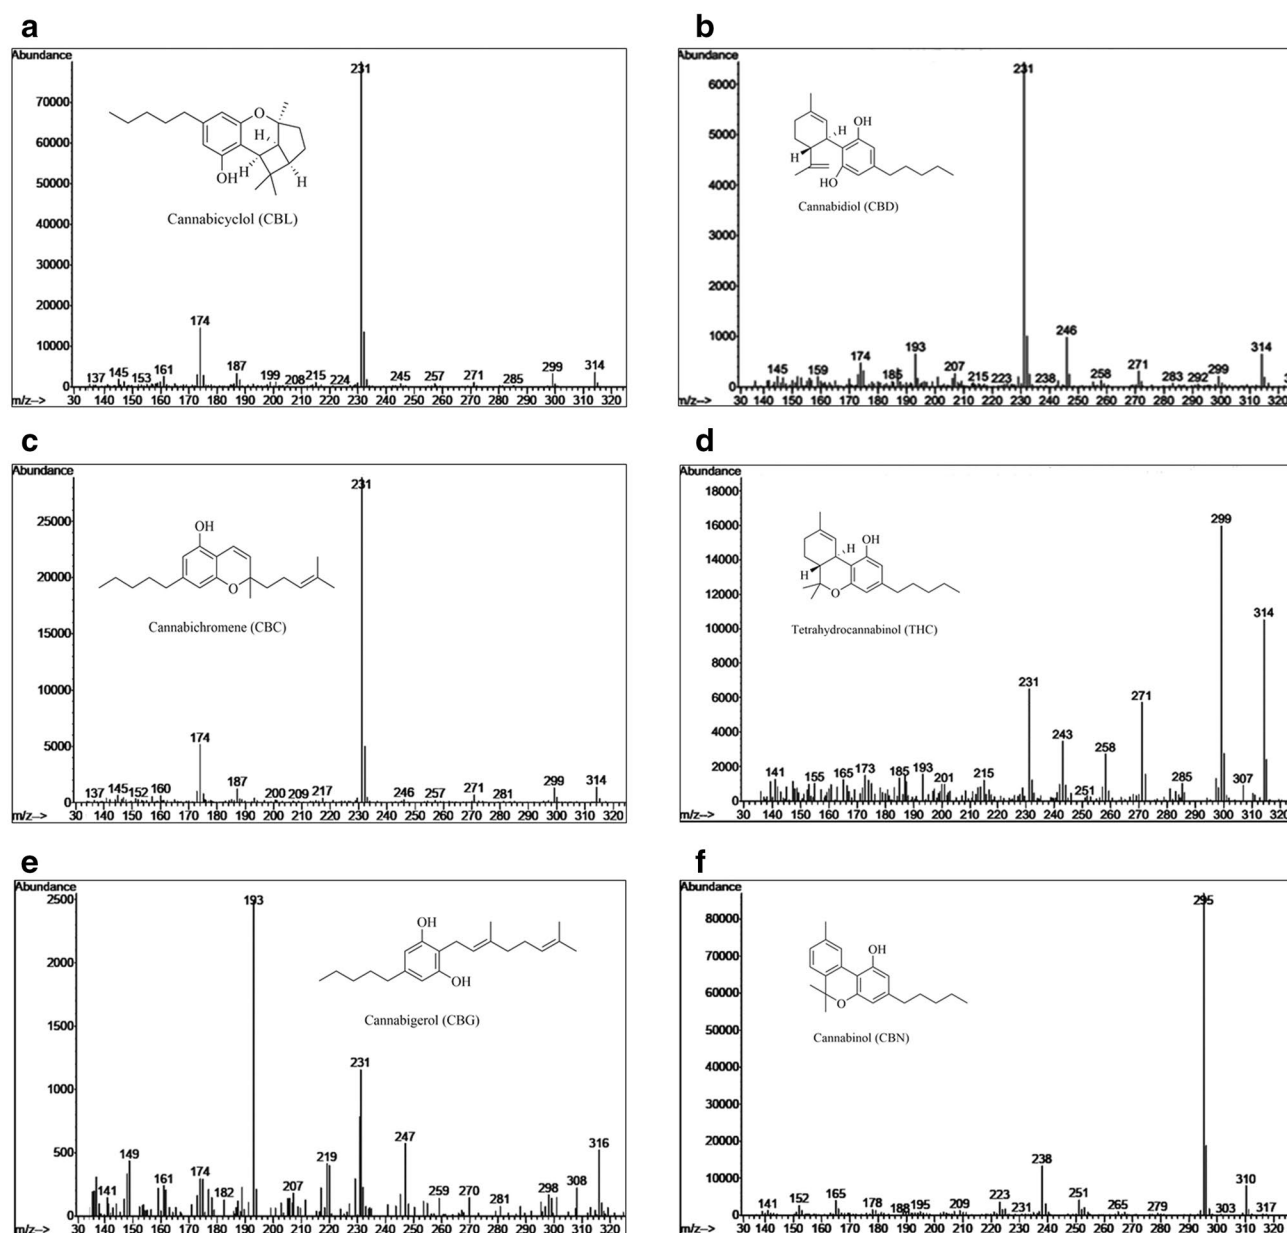 a
Abundance
231
70000
60000
50000
40000
30000
20000
10000
0
O
H
H
OH
H
Cannabicyclol (CBL)
174
137 145 153 161 187 199 208 215 224 245 257 271 285 299 314
30 140 150 160 170 180 190 200 210 220 230 240 250 260 270 280 290 300 310 320
m/z-->
b
Abundance
231
6000
5000
4000
3000
2000
1000
0
OH
H
H
HO
Cannabidiol (CBD)
145 159 174 185 193 207 215 223 238 246 258 271 283 292 299 314
30 140 150 160 170 180 190 200 210 220 230 240 250 260 270 280 290 300 310 320
m/z-->
c
Abundance
231
25000
20000
15000
10000
5000
0
OH
O
Cannabichromene (CBC)
174
137 145 152 160 187 200 209 217 246 257 271 281 299 314
30 140 150 160 170 180 190 200 210 220 230 240 250 260 270 280 290 300 310 320
m/z-->
d
Abundance
18000
16000
14000
12000
10000
8000
6000
4000
2000
0
299
314
OH
H
H
O
Tetrahydrocannabinol (THC)
231
271
243
258
141 155 165 173 185 193 201 215 251 285 307
30 140 150 160 170 180 190 200 210 220 230 240 250 260 270 280 290 300 310 320
m/z-->
e
Abundance
2500
2000
1500
1000
500
0
193
OH
OH
Cannabigerol (CBG)
231
247
316
149
219
141 161 174 182 207 259 270 281 298 308
30 140 150 160 170 180 190 200 210 220 230 240 250 260 270 280 290 300 310 320
m/z-->
f
Abundance
295
80000
70000
60000
50000
40000
30000
20000
10000
0
OH
O
Cannabinol (CBN)
238
310
141 152 165 178 188 195 209 223 231 251 265 279 303 317
30 140 150 160 170 180 190 200 210 220 230 240 250 260 270 280 290 300 310 320
m/z-->